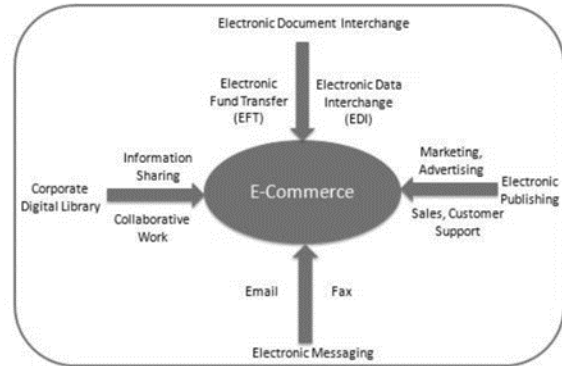 Electronic Document Interchange
Electronic
Fund Transfer
(EFT)
Electronic Data
Interchange
(EDI)
Information
Sharing
Marketing,
Advertising
Corporate
Digital Library
E-Commerce
Electronic
Publishing
Collaborative
Work
Sales, Customer
Support
Email
Fax
Electronic Messaging